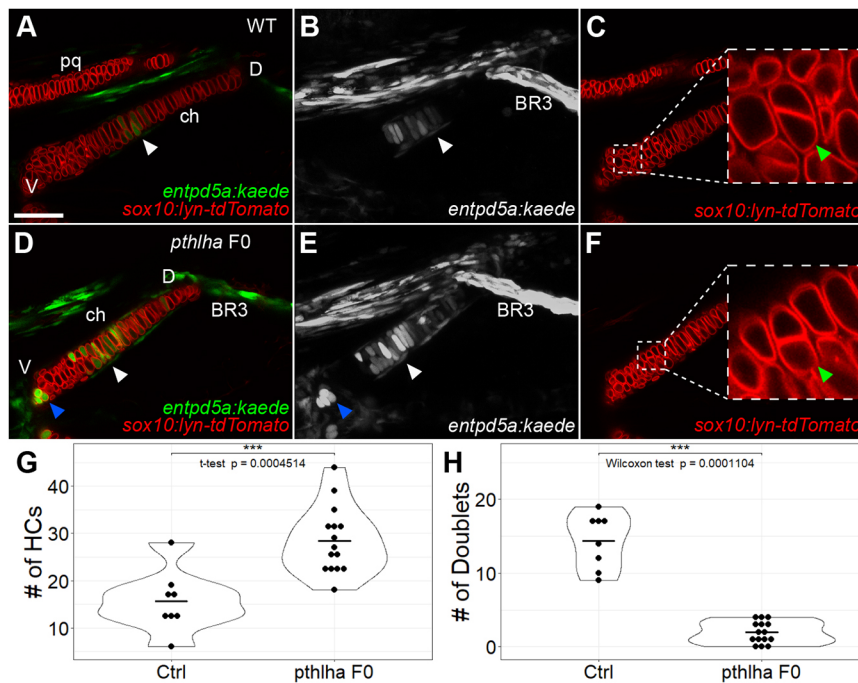 A
WT
pq
D
ch
V
entpd5a:kaede
sox10:lyn-tdTomato
B
BR3
entpd5a:kaede
C
sox10:lyn-tdTomato
D
pthlha F0
D
ch
BR3
V
entpd5a:kaede
sox10:lyn-tdTomato
E
BR3
entpd5a:kaede
F
sox10:lyn-tdTomato
G
***
t-test p = 0.0004514
# of HCs
40
30
20
10
Ctrl
pthlha F0
H
***
Wilcoxon test p = 0.0001104
# of Doublets
20
10
0
Ctrl
pthlha F0